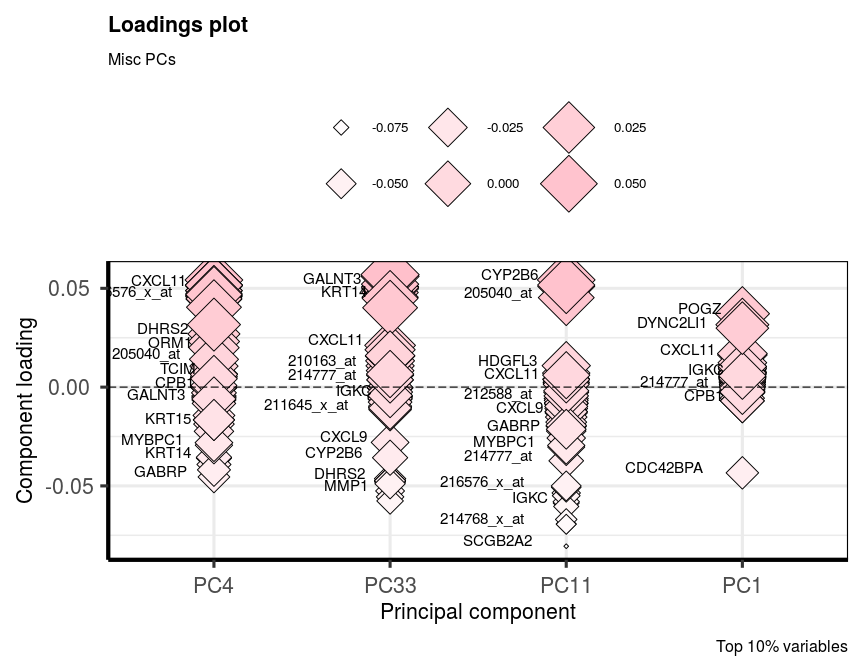 Loadings plot
Misc PCs
-0.075 -0.025 0.025
-0.050 0.000 0.050
Component loading
0.05
0.00
-0.05
CXCL11
3576_x_at
DHRS2
ORM1
205040_at
TCIM
CPB1
GALNT3
KRT15
MYBPC1
KRT14
GABRP
GALNT3
KRT14
CXCL11
210163_at
214777_at
IGKC
211645_x_at
CXCL9
CYP2B6
DHRS2
MMP1
CYP2B6
205040_at
HDGFL3
CXCL11
212588_at
CXCL9
GABRP
MYBPC1
214777_at
216576_x_at
IGKC
214768_x_at
SCGB2A2
POGZ
DYNC2LI1
CXCL11
IGKC
214777_at
CPB1
CDC42BPA
PC4 PC33 PC11 PC1
Principal component
Top 10% variables